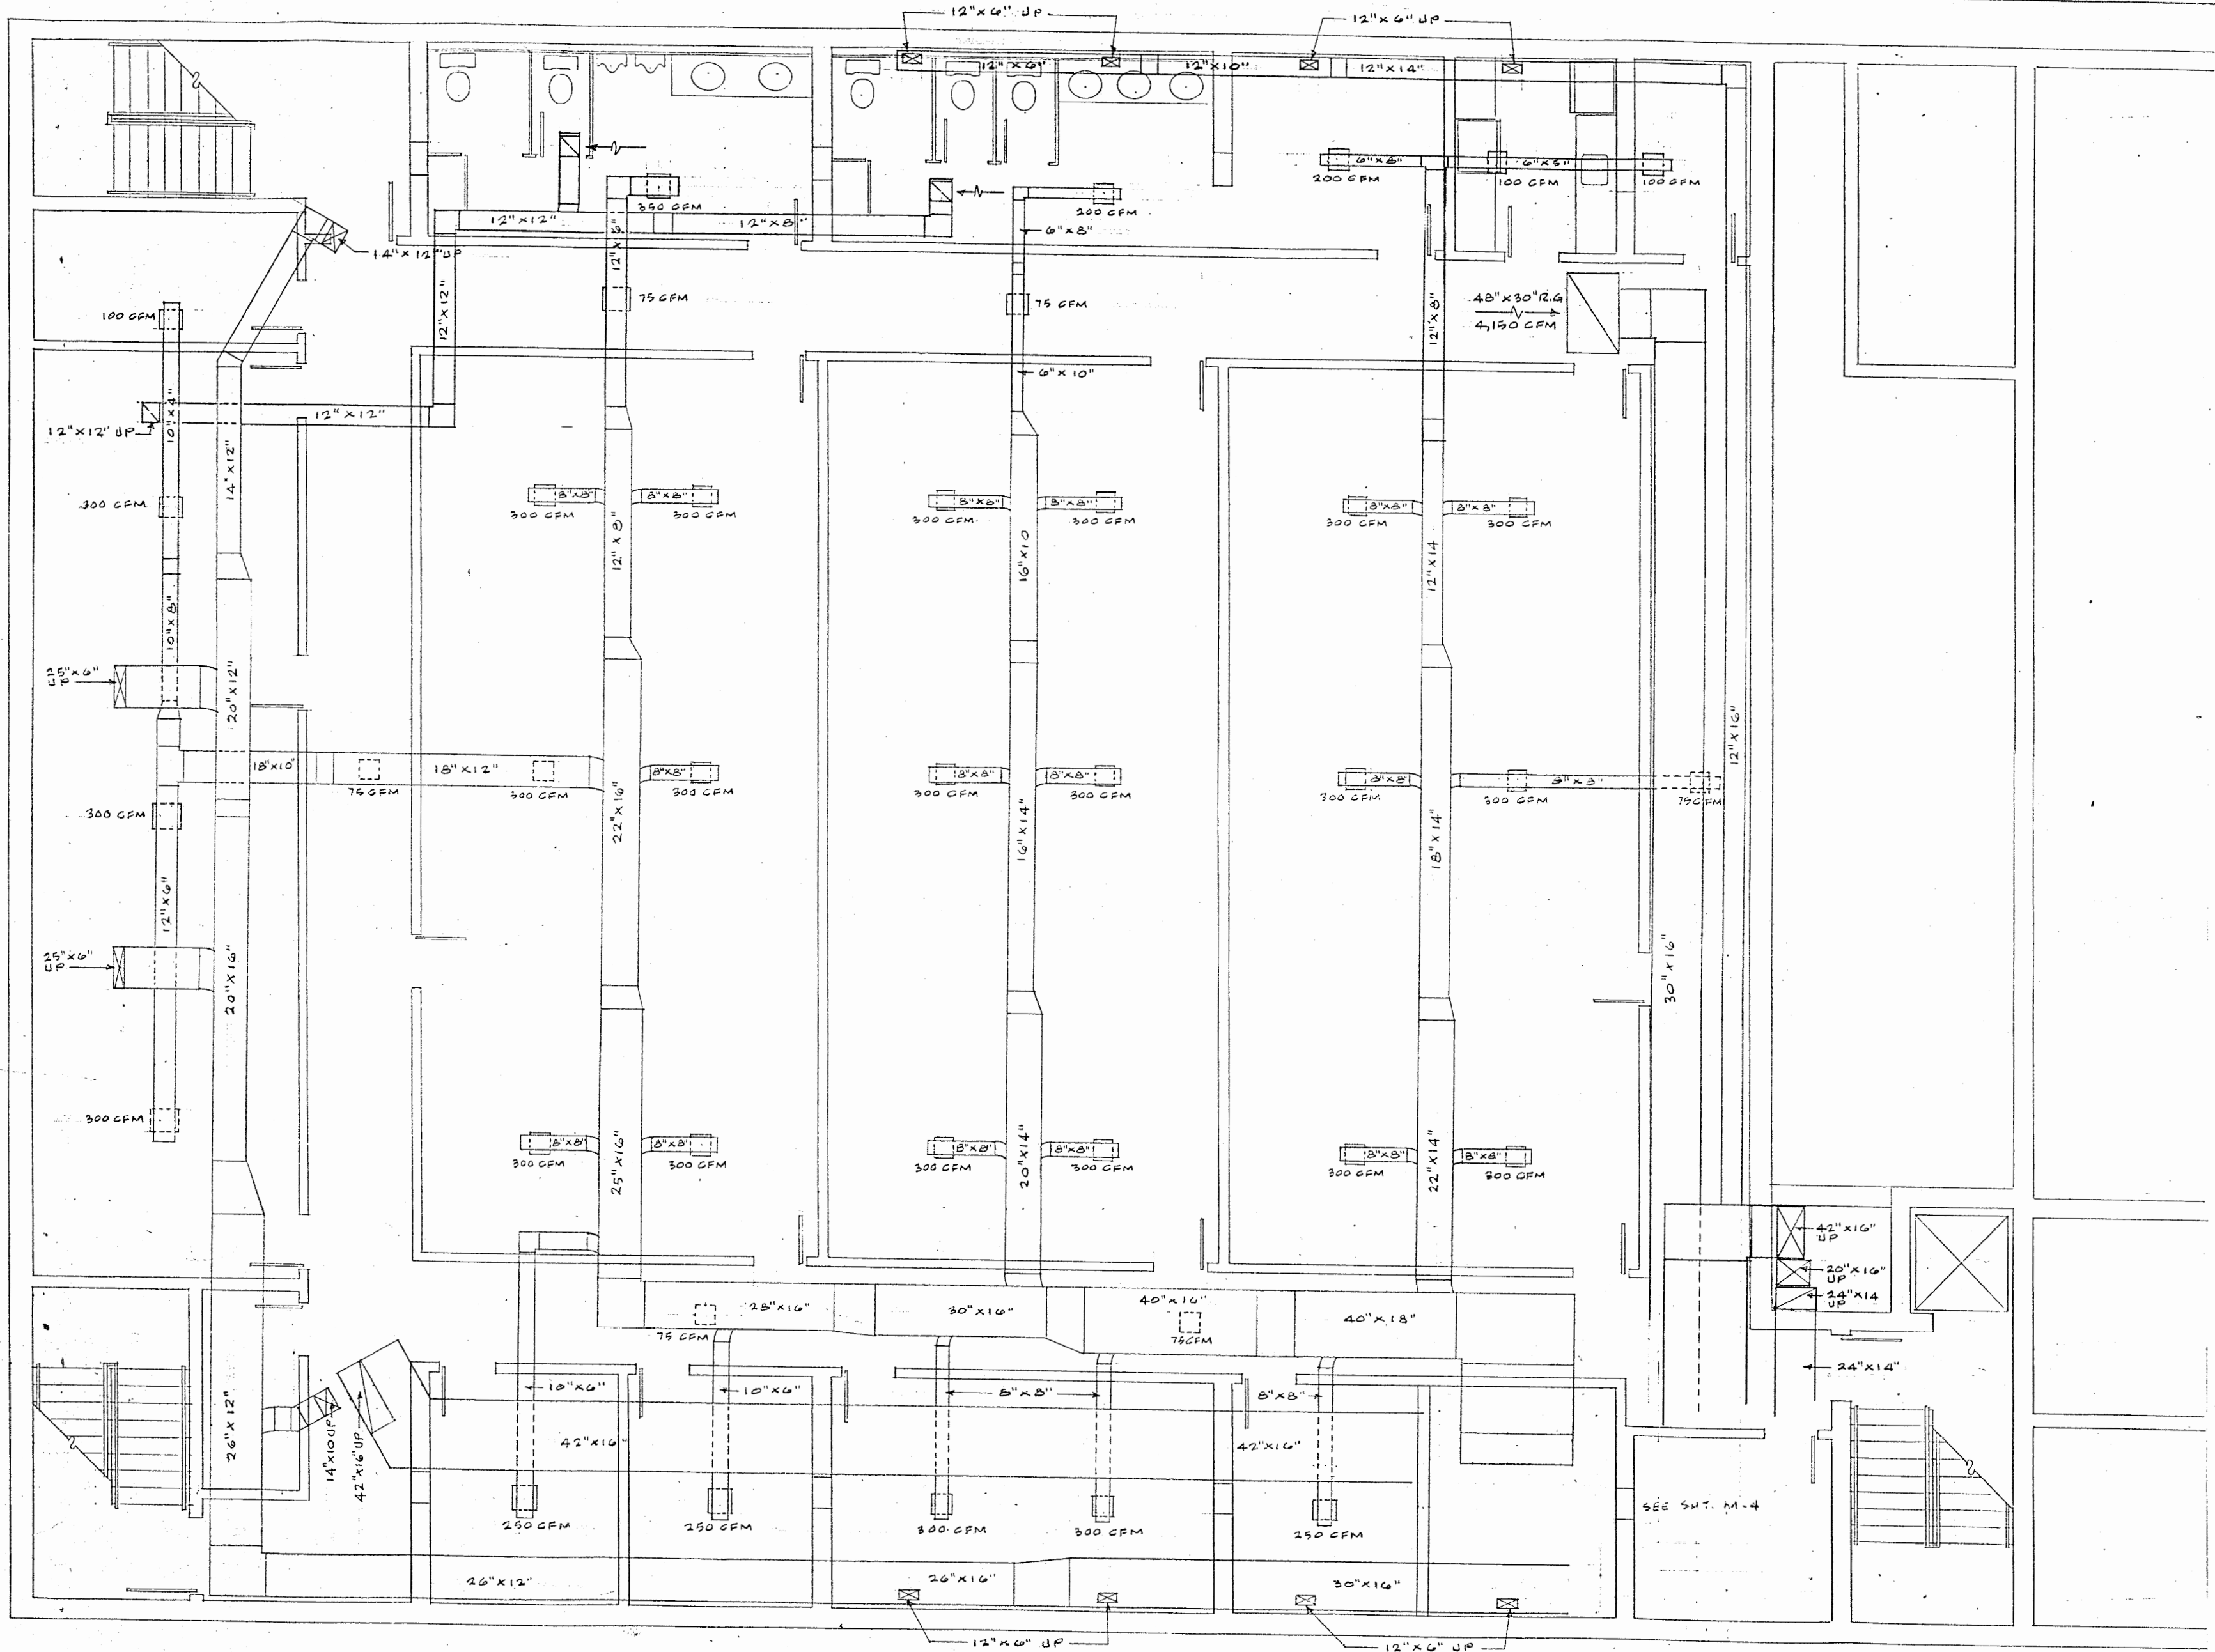 12"x6" UP
12"x6" UP
12"x6"
12"x10"
12"x14"
6"x8"
200 CFM
100 CFM
100 CFM
350 CFM
200 CFM
12"x12"
12"x8"
12"x6"
6"x8"
14"x12" UP
12"x12"
75 CFM
75 CFM
12"x8"
48"x30" R.G
4,150 CFM
100 CFM
6"x10"
10"x4"
12"x12"
12"x12" UP
14"x12"
300 CFM
8"x8"
8"x8"
300 CFM
300 CFM
8"x8"
8"x8"
300 CFM
300 CFM
8"x8"
8"x8"
300 CFM
300 CFM
12"x8"
16"x10
12"x14
10"x8"
25"x6"
UP
20"x12"
12"x16"
18"x10"
18"x12"
75 CFM
300 CFM
8"x8"
300 CFM
8"x8"
8"x8"
300 CFM
300 CFM
8"x8"
300 CFM
300 CFM
75 CFM
300 CFM
22"x16"
16"x14"
18"x14"
12"x6"
25"x6"
UP
20"x16"
30"x16"
300 CFM
8"x8"
8"x8"
300 CFM
300 CFM
8"x8"
8"x8"
300 CFM
300 CFM
8"x8"
8"x8"
300 CFM
300 CFM
25"x16"
20"x14"
22"x14"
42"x16"
UP
20"x16"
UP
24"x14
UP
28"x16"
75 CFM
30"x16"
40"x16"
75CFM
40"x18"
24"x14"
10"x6"
10"x6"
8"x8"
8"x8"
26"x12"
14"x10 UP
42"x16" UP
42"x16"
42"x16"
250 CFM
250 CFM
300 CFM
300 CFM
250 CFM
SEE SHT. M-4
26"x12"
26"x16"
30"x16"
12"x6" UP
12"x6" UP